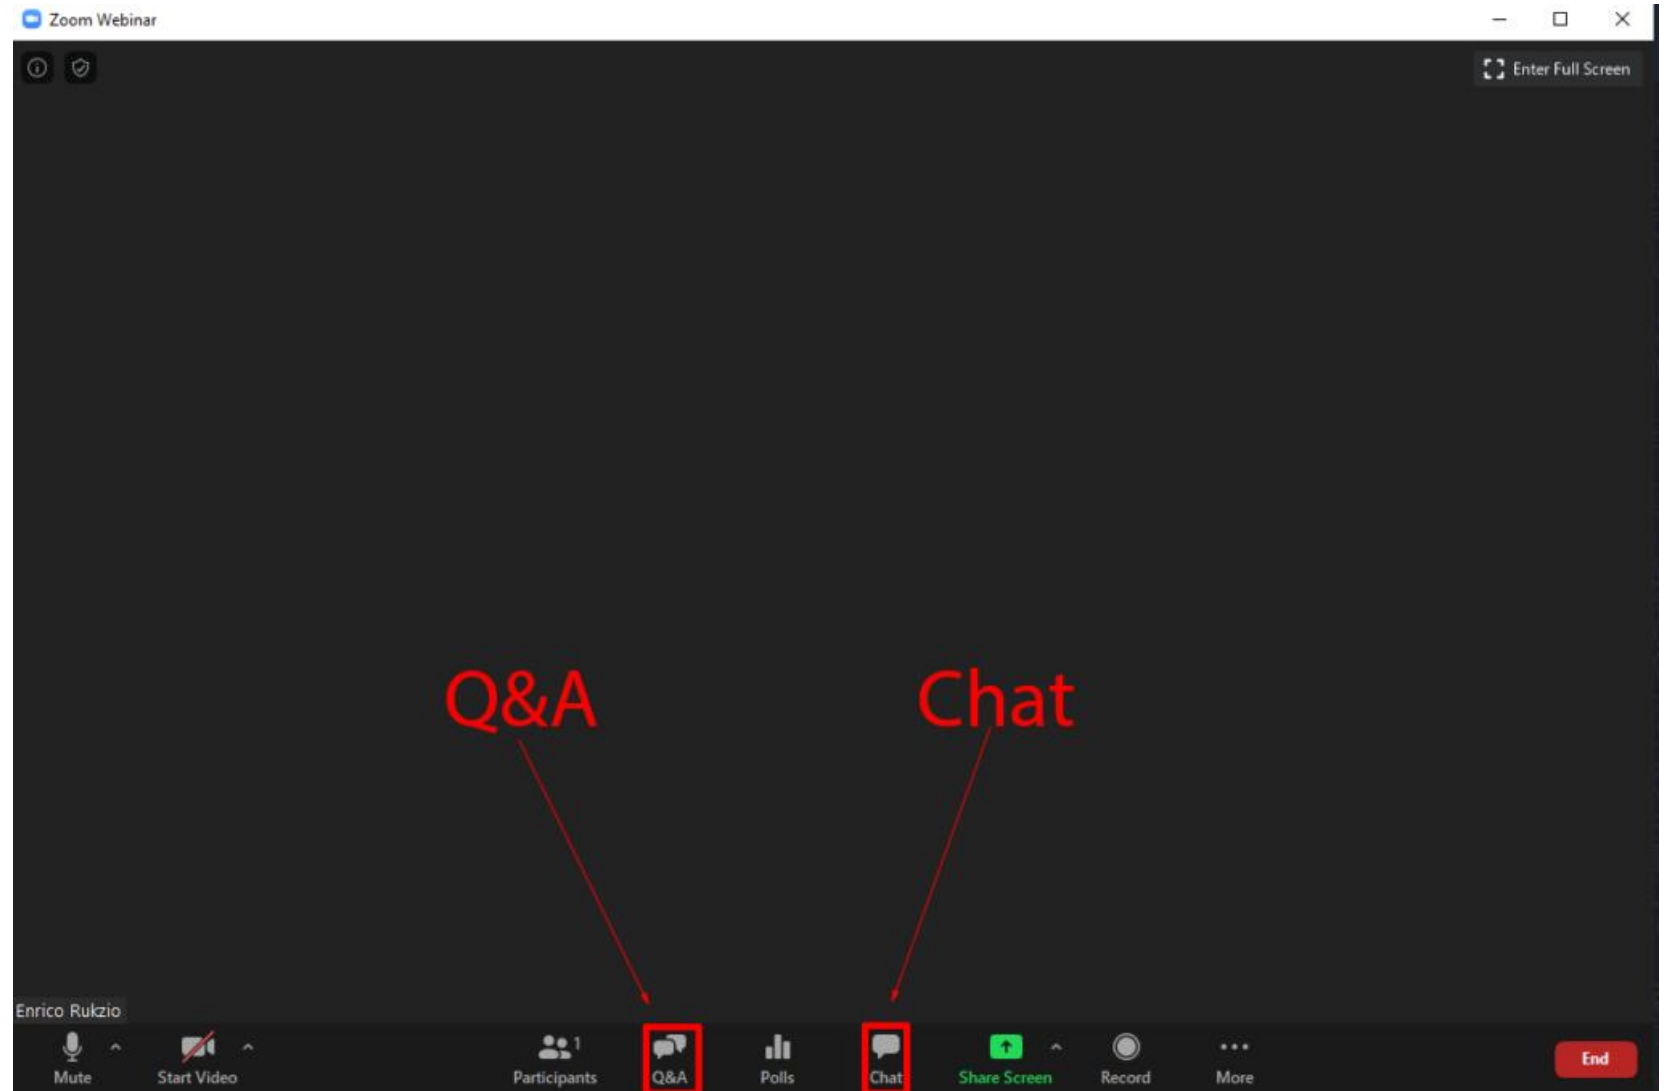 Zoom Webinar
Enter Full Screen
Q&A
Chat
Enrico Rukzio
1
Mute
Start Video
Participants
Q&A
Polls
Chat
Share Screen
Record
More
End